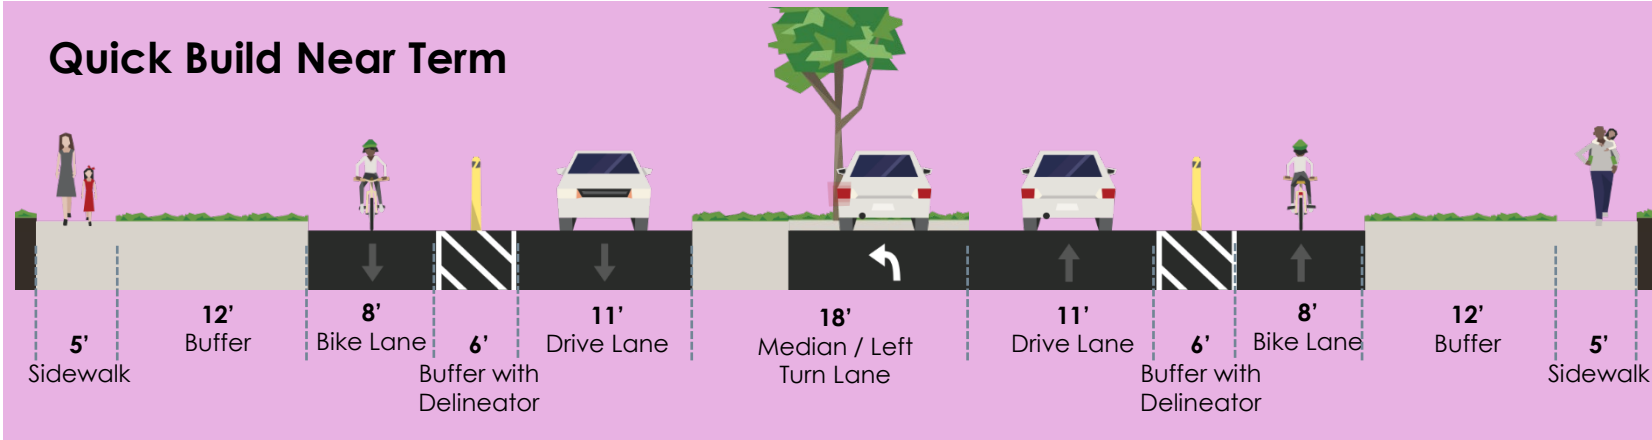 Quick Build Near Term
5’
Sidewalk
12’
Buffer
8’
Bike Lane
6’
Buffer with
Delineator
11’
Drive Lane
18’
Median / Left
Turn Lane
11’
Drive Lane
6’
Buffer with
Delineator
8’
Bike Lane
12’
Buffer
5’
Sidewalk